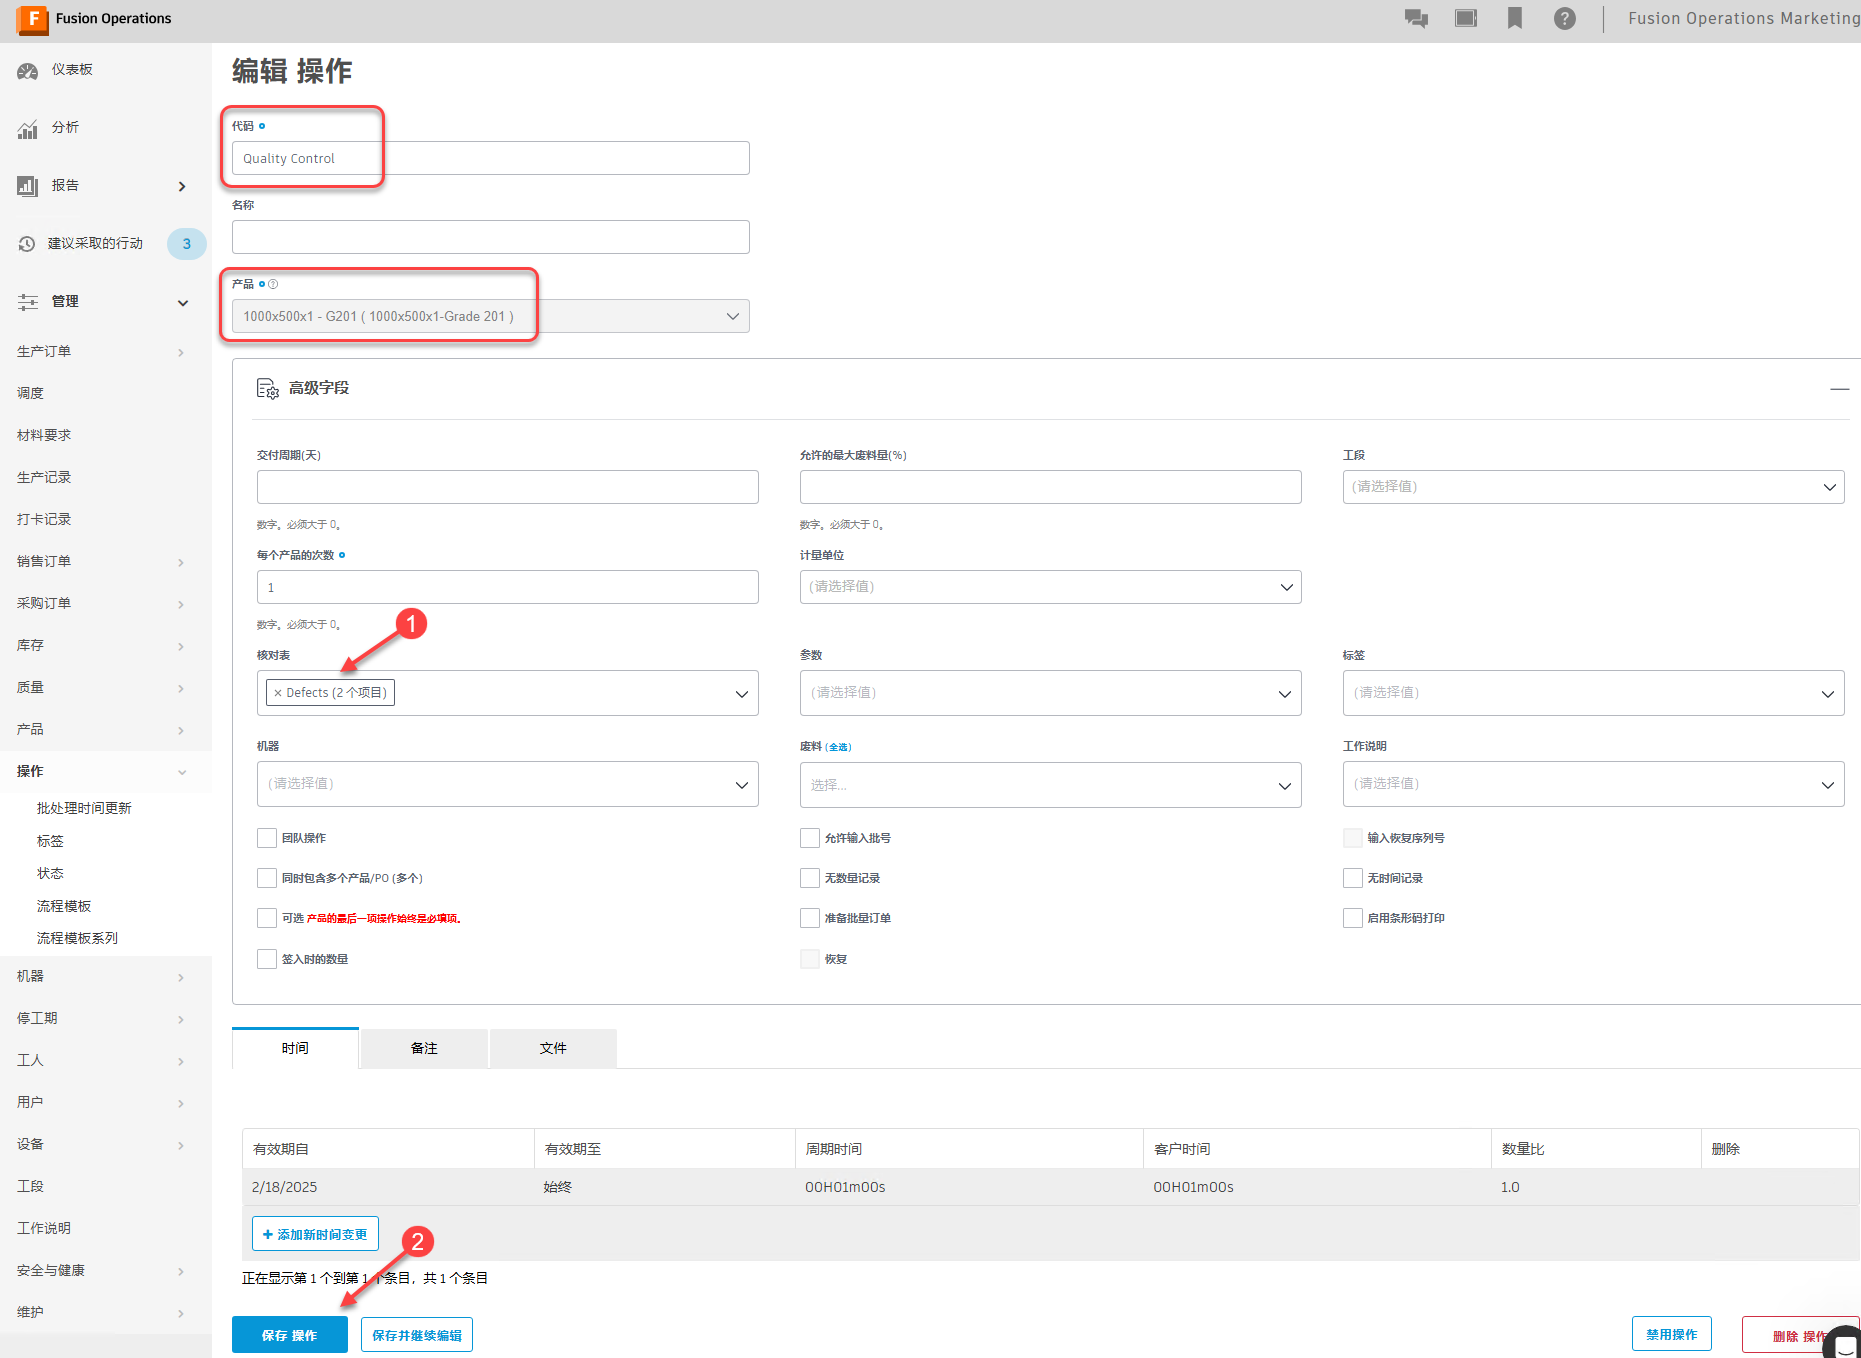 F Fusion Operations
? Fusion Operations Marketing
仪表板
分析
报告
建议采取的行动 3
管理
生产订单
调度
材料要求
生产记录
打卡记录
销售订单
采购订单
库存
质量
产品
操作
批处理时间更新
标签
状态
流程模板
流程模板系列
机器
停工期
工人
用户
设备
工段
工作说明
安全与健康
维护
编辑 操作
代码
Quality Control
名称
产品 ?
1000x500x1 - G201 ( 1000x500x1-Grade 201 )
高级字段
交付周期(天)
允许的最大废料量(%)
工段
(请选择值)
数字。必须大于 0。
数字。必须大于 0。
每个产品的次数
计量单位
1
(请选择值)
数字。必须大于 0。
1
核对表
参数
标签
× Defects (2 个项目)
(请选择值)
(请选择值)
机器
废料 (全选)
工作说明
(请选择值)
选择...
(请选择值)
团队操作
允许输入批号
输入恢复序列号
同时包含多个产品/PO (多个)
无数量记录
无时间记录
可选 产品的最后一项操作始终是必填项。
准备批量订单
启用条形码打印
签入时的数量
恢复
时间 备注 文件
有效期自 有效期至 周期时间 客户时间 数量比 删除
2/18/2025 始终 00H01m00s 00H01m00s 1.0
+ 添加新时间变更
2
正在显示第 1 个到第 1 个条目，共 1 个条目
保存 操作 保存并继续编辑 禁用操作 删除 操作